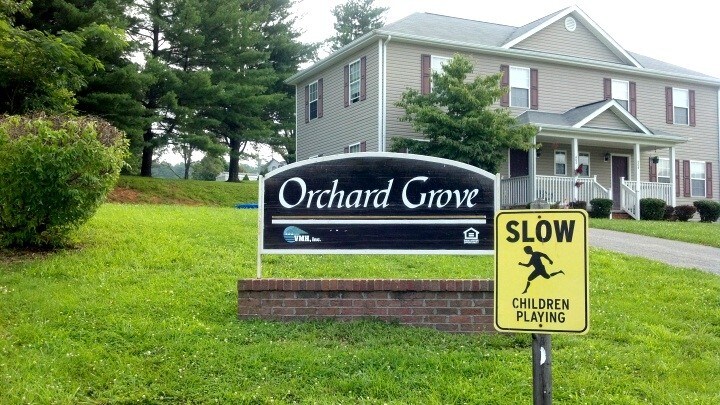 Orchard Grove
VMH, Inc.
SLOW
CHILDREN
PLAYING